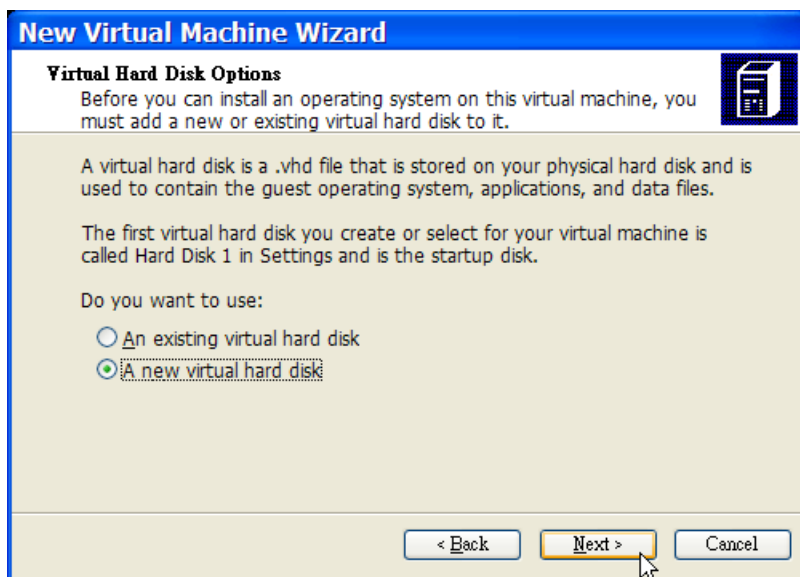 New Virtual Machine Wizard
Virtual Hard Disk Options
Before you can install an operating system on this virtual machine, you
must add a new or existing virtual hard disk to it.
A virtual hard disk is a .vhd file that is stored on your physical hard disk and is
used to contain the guest operating system, applications, and data files.
The first virtual hard disk you create or select for your virtual machine is
called Hard Disk 1 in Settings and is the startup disk.
Do you want to use:
An existing virtual hard disk
A new virtual hard disk
< Back
Next >
Cancel